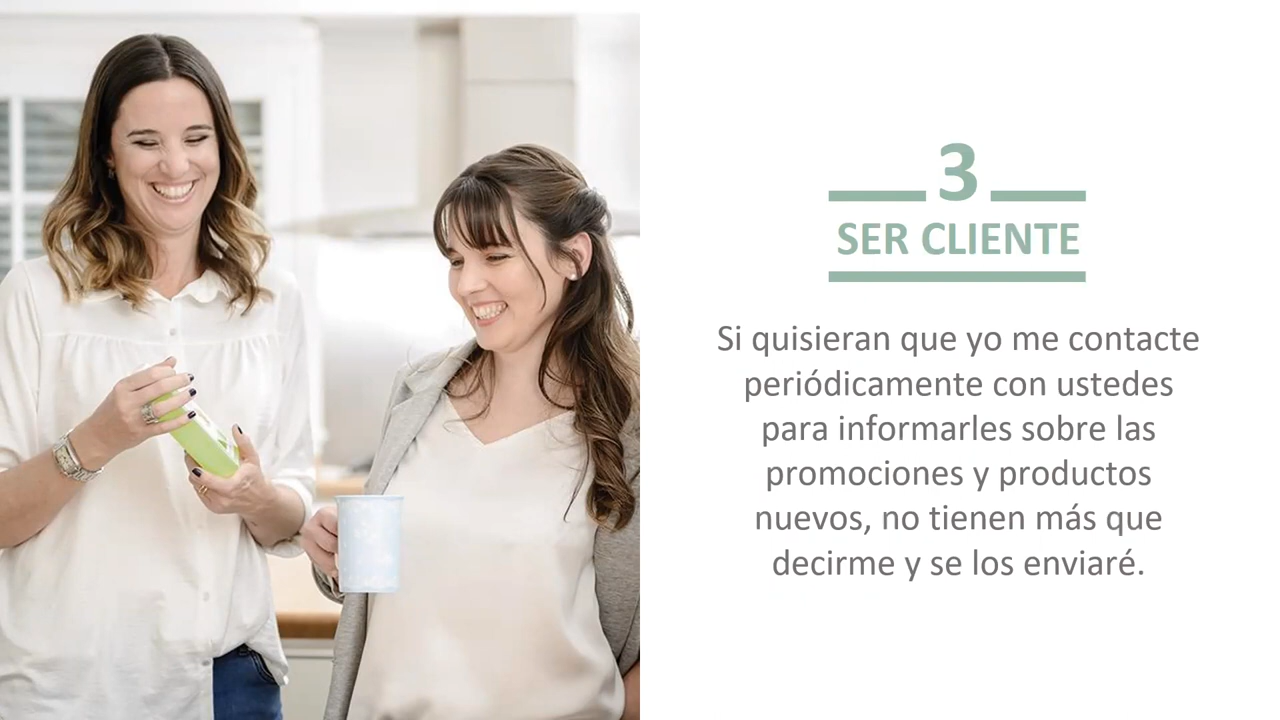 3
SER CLIENTE
Si quisieran que yo me contacte
periódicamente con ustedes
para informarles sobre las
promociones y productos
nuevos, no tienen más que
decirme y se los enviaré.